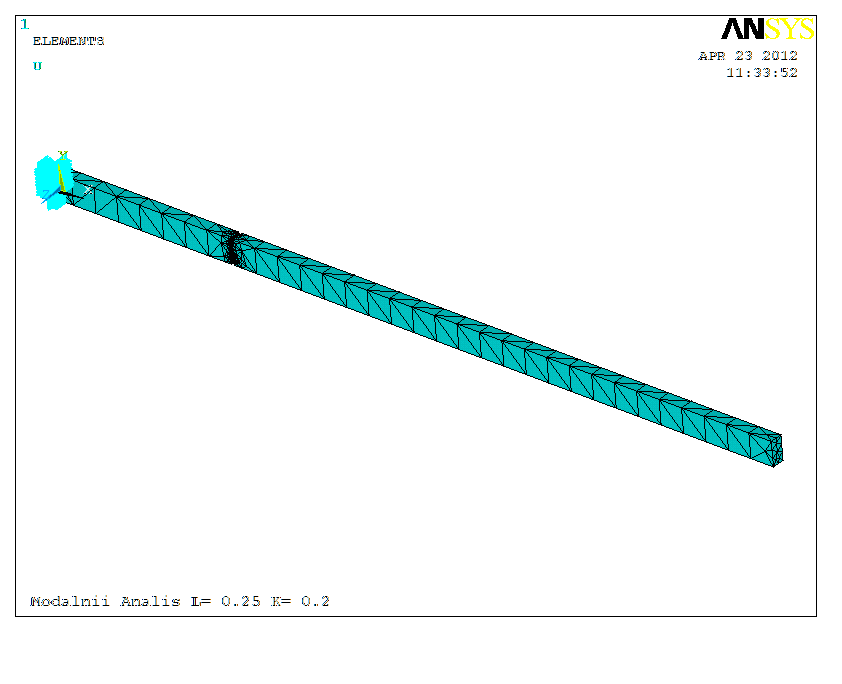 1
ELEMENTS
U
ANSYS
APR 23 2012
11:33:52
Y
X
Z
Modalnii Analis L= 0.25 K= 0.2